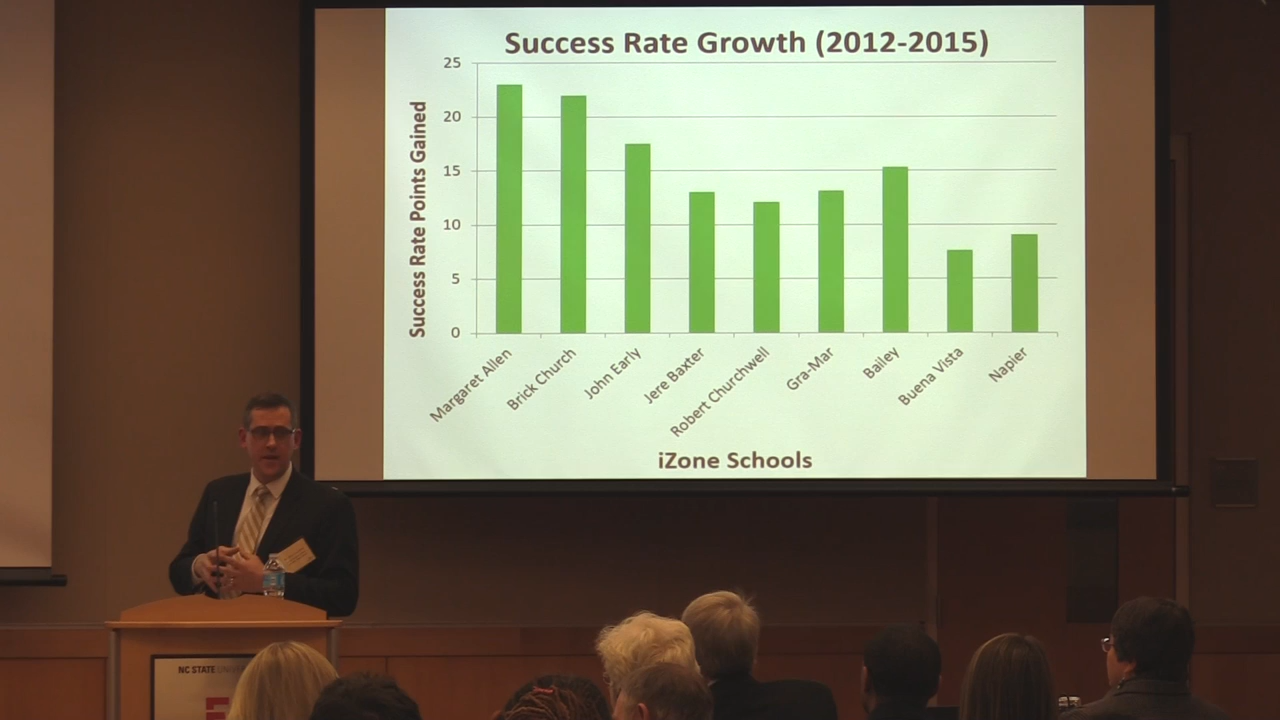 Success Rate Growth (2012-2015)
Success Rate Points Gained
25
20
15
10
5
0
Margaret Allen
Brick Church
John Early
Jere Baxter
Robert Churchwell
Gra-Mar
Bailey
Buena Vista
Napier
iZone Schools
NC STATE